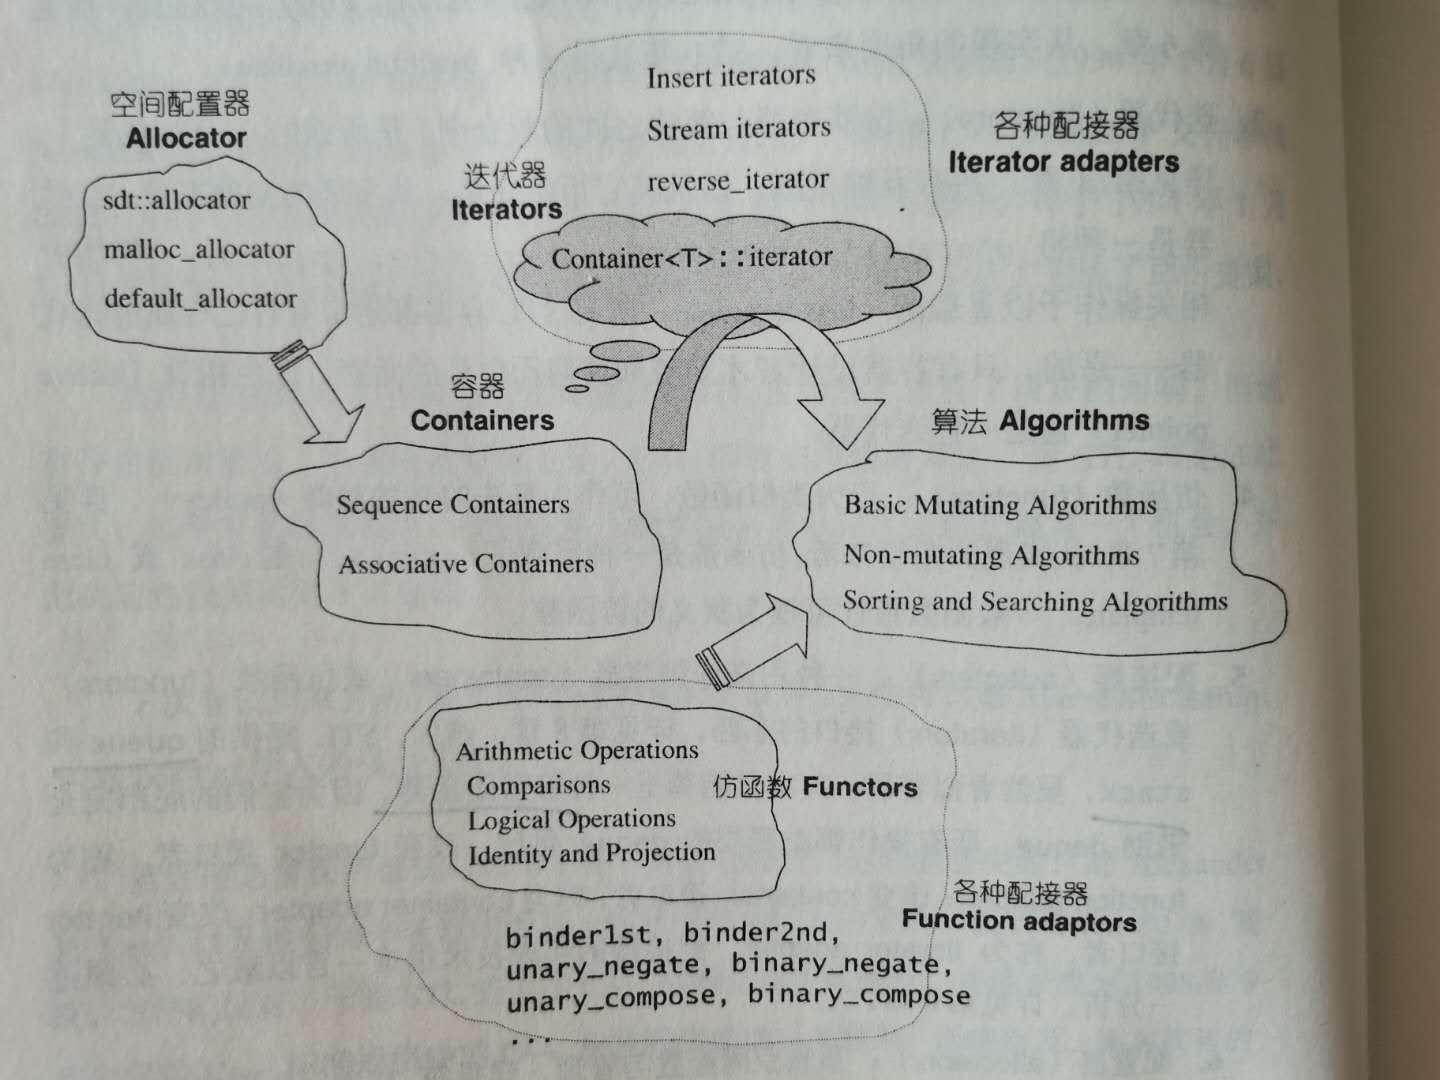 空间配置器
Allocator
sdt::allocator
malloc_allocator
default_allocator
Insert iterators
Stream iterators
reverse_iterator
各种配接器
Iterator adapters
迭代器
Iterators
Container<T>::iterator
容器
Containers
Sequence Containers
Associative Containers
算法 Algorithms
Basic Mutating Algorithms
Non-mutating Algorithms
Sorting and Searching Algorithms
Arithmetic Operations
Comparisons
Logical Operations
Identity and Projection
仿函数 Functors
各种配接器
Function adaptors
binder1st, binder2nd,
unary_negate, binary_negate,
unary_compose, binary_compose
...